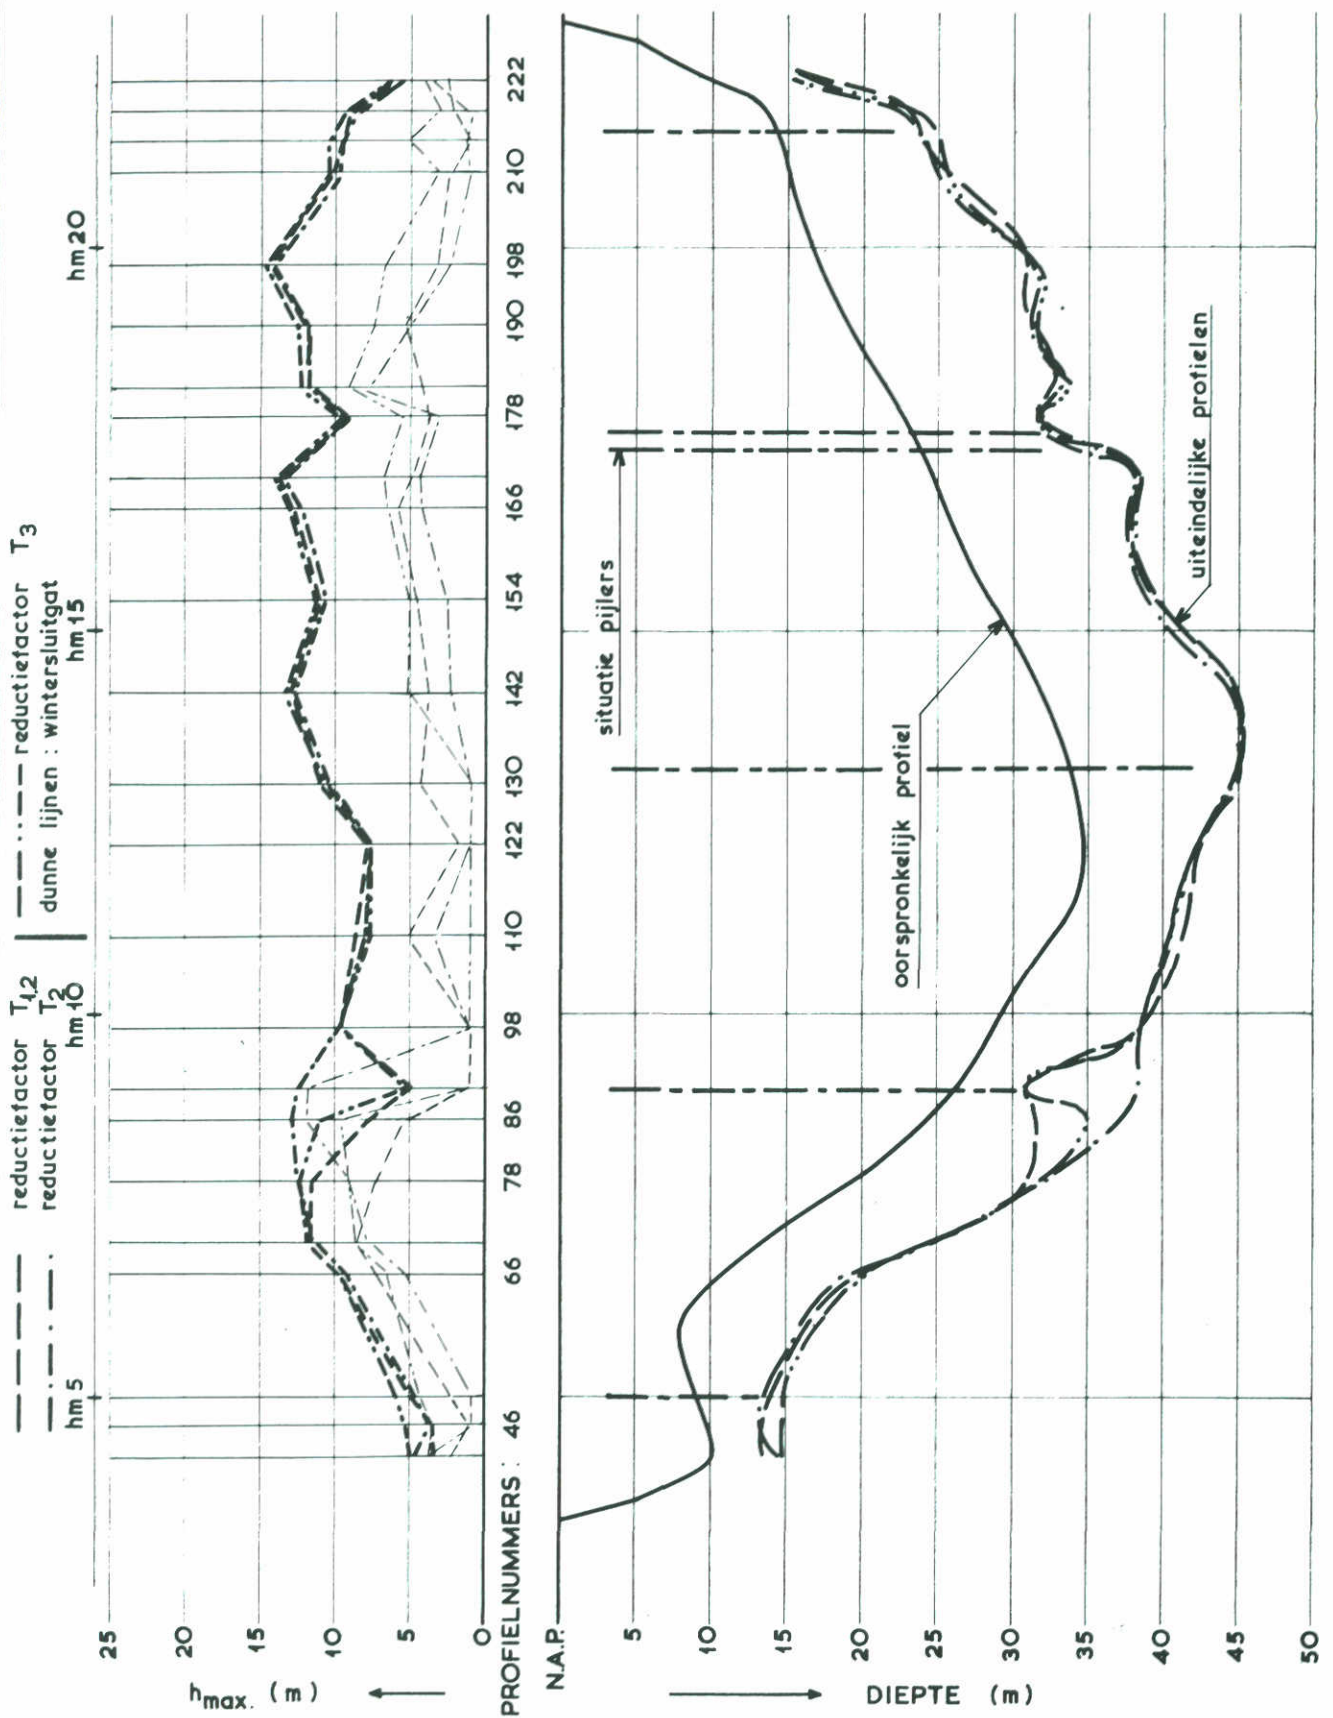 reductiefactor T1,2
reductiefactor T2
reductiefactor T3
dunne lijnen : wintersluitgat
hm 5
hm 10
hm 15
hm 20
25
20
15
10
5
0
hmax. (m)
PROFIELNUMMERS :
46
66
78
86
98
110
122
130
142
154
166
178
190
198
210
222
N.A.P.
5
10
15
20
25
30
35
40
45
50
DIEPTE (m)
situatie pijlers
oorspronkelijk profiel
uiteindelijke profielen